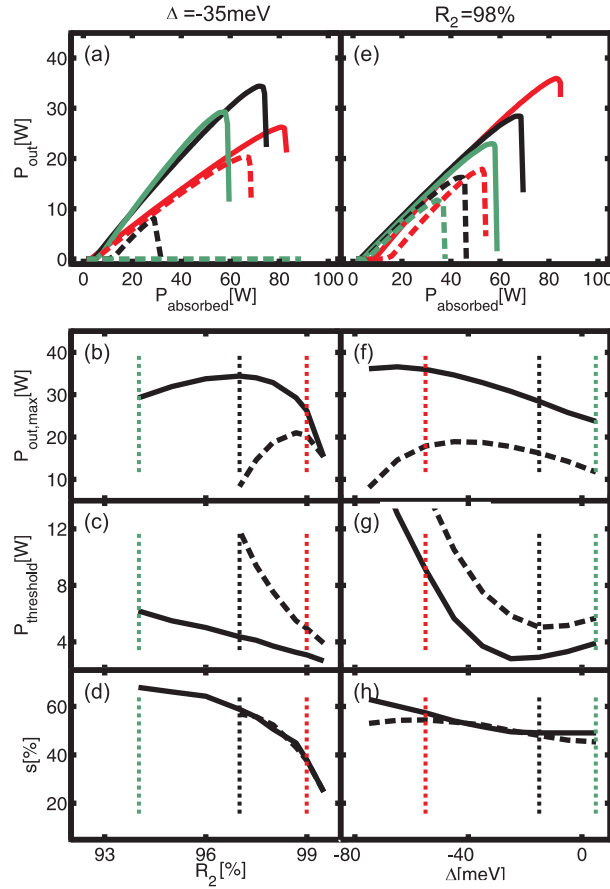 Δ =-35meV
R2=98%
(a)
(e)
40
30
20
10
0
Pout[W]
0 20 40 60 80 100
0 20 40 60 80 100
Pabsorbed[W]
Pabsorbed[W]
(b)
(f)
40
30
20
10
Pout,max[W]
(c)
(g)
12
8
4
Pthreshold[W]
(d)
(h)
60
40
20
s[%]
93 96 99
-80 -40 0
R2[%]
Δ[meV]